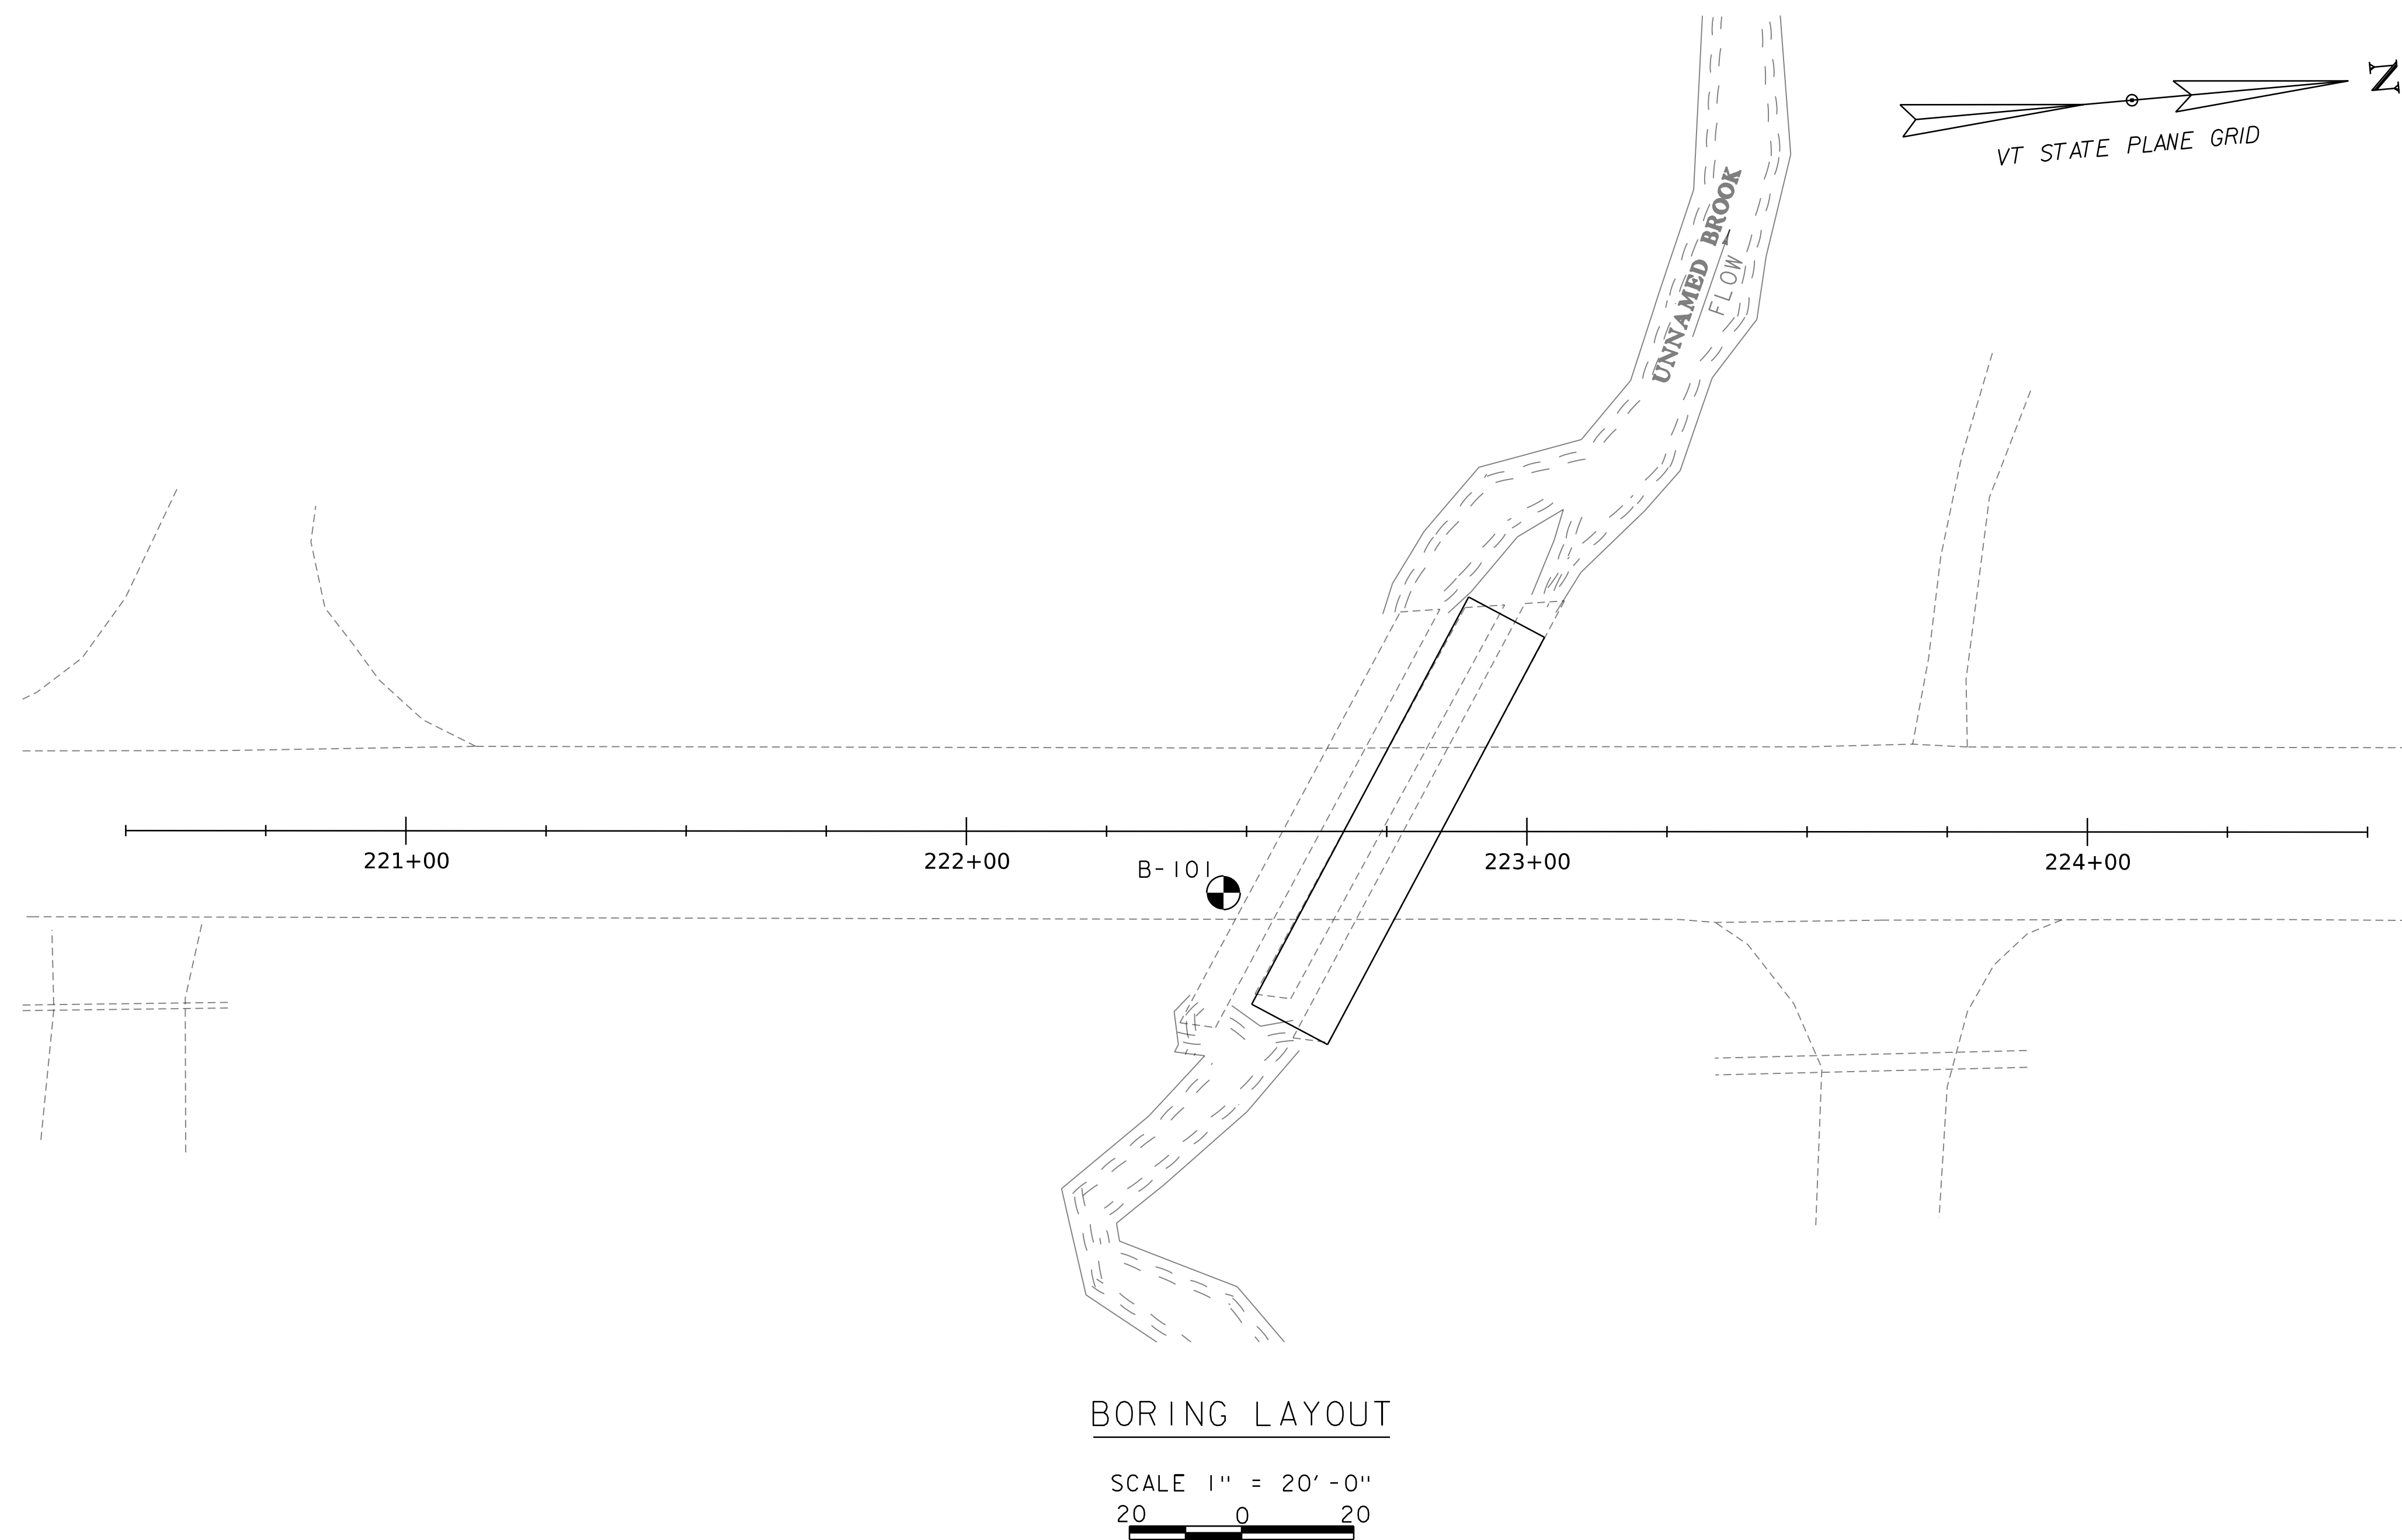 N
VT STATE PLANE GRID
UNNAMED BROOK
FLOW
221+00
222+00
223+00
224+00
B-101
BORING LAYOUT
SCALE 1" = 20'-0"
20 0 20